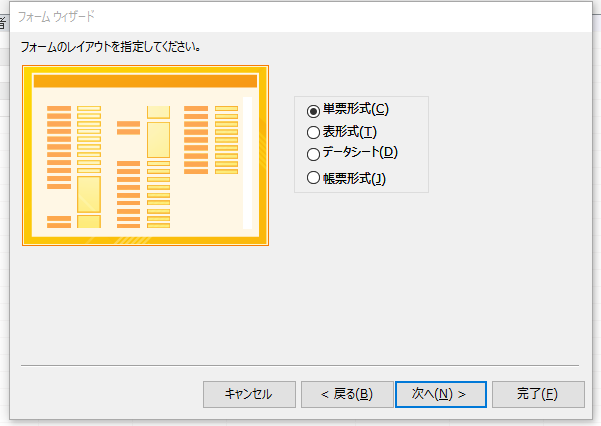 フォーム ウィザード
者
フォームのレイアウトを指定してください。
単票形式(C)
表形式(T)
データシート(D)
帳票形式(J)
キャンセル
< 戻る(B)
次へ(N) >
完了(F)